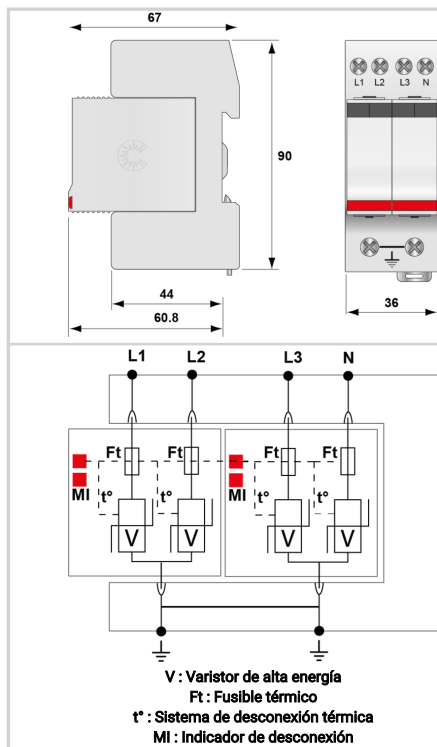 67
L1 L2 L3 N
90
44
60.8
36
L1 L2 L3 N
Ft Ft Ft Ft
MI t° t° MI t° t°
V V V V
V : Varistor de alta energía
Ft : Fusible térmico
t° : Sistema de desconexión térmica
MI : Indicador de desconexión